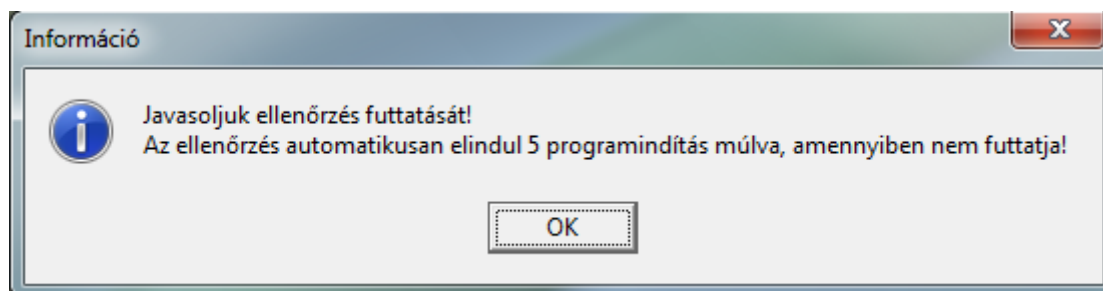 Információ
Javasoljuk ellenőrzés futtatását!
Az ellenőrzés automatikusan elindul 5 programindítás múlva, amennyiben nem futtatja!
OK